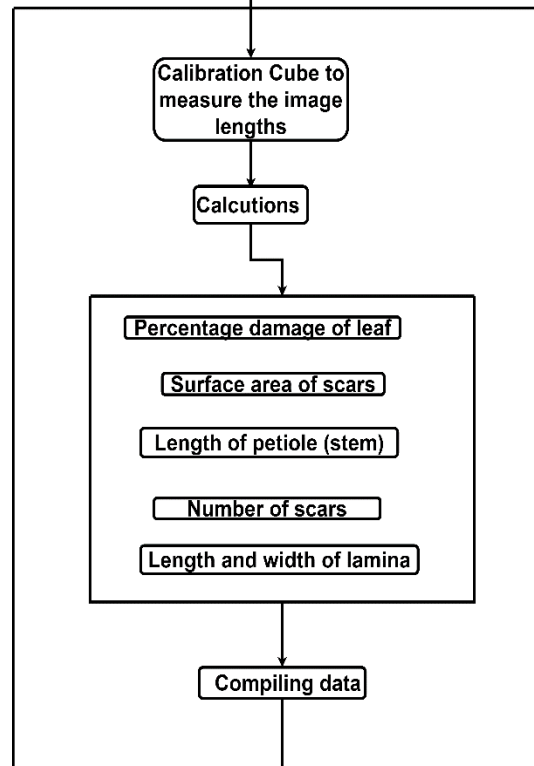 Calibration Cube to
measure the image
lengths
Calcutions
Percentage damage of leaf
Surface area of scars
Length of petiole (stem)
Number of scars
Length and width of lamina
Compiling data